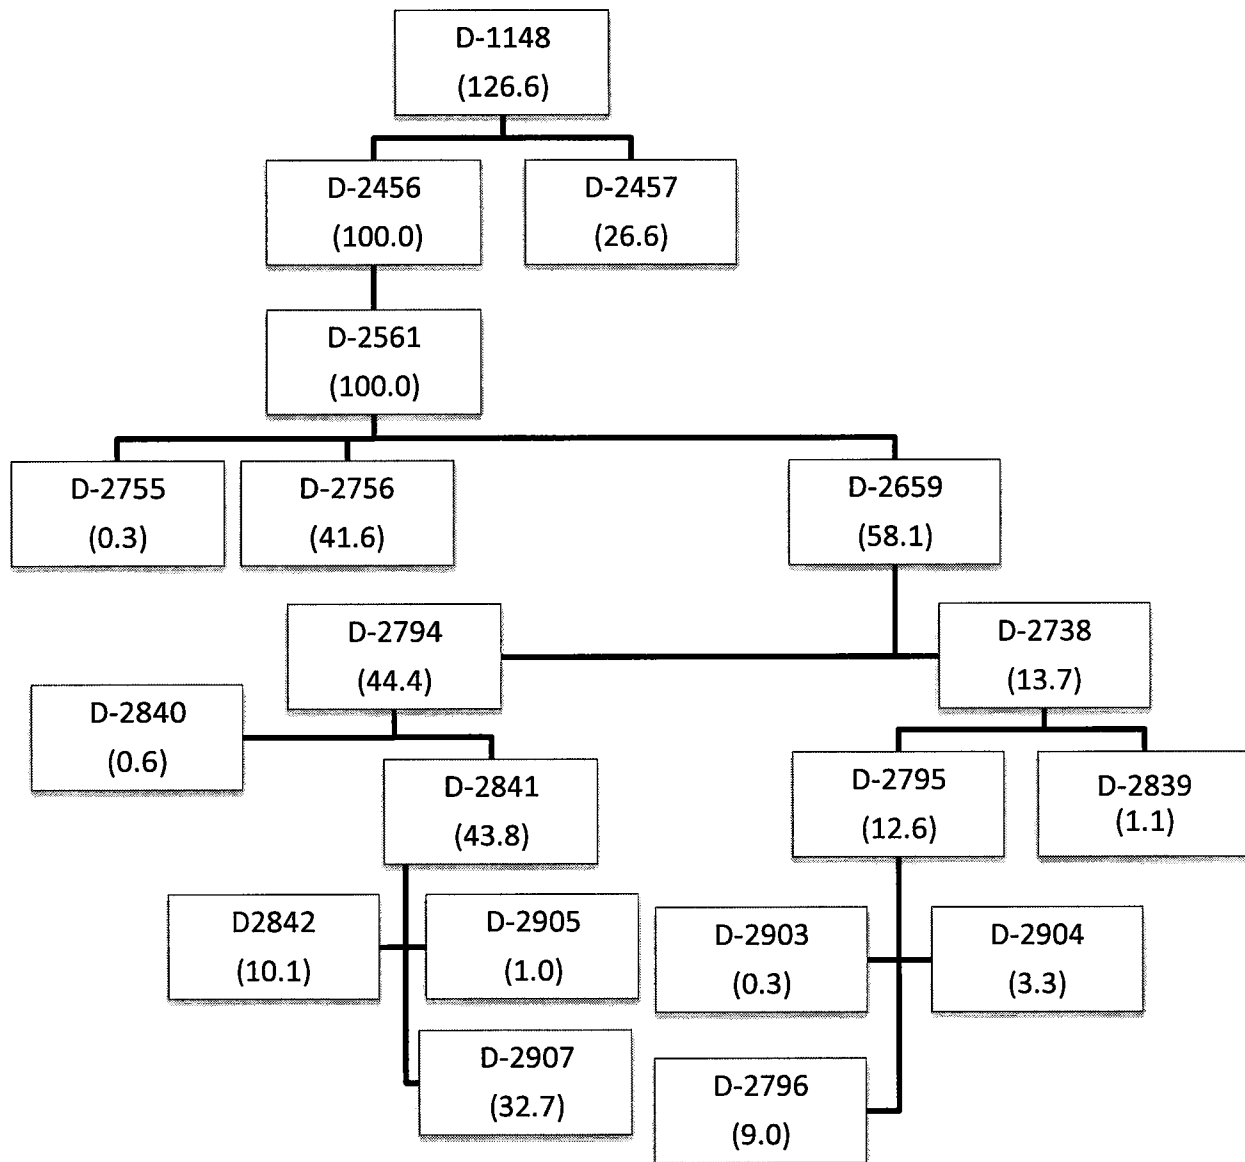 D-1148
(126.6)
D-2456
(100.0)
D-2457
(26.6)
D-2561
(100.0)
D-2755
(0.3)
D-2756
(41.6)
D-2659
(58.1)
D-2794
(44.4)
D-2738
(13.7)
D-2840
(0.6)
D-2841
(43.8)
D-2795
(12.6)
D-2839
(1.1)
D2842
(10.1)
D-2905
(1.0)
D-2903
(0.3)
D-2904
(3.3)
D-2907
(32.7)
D-2796
(9.0)